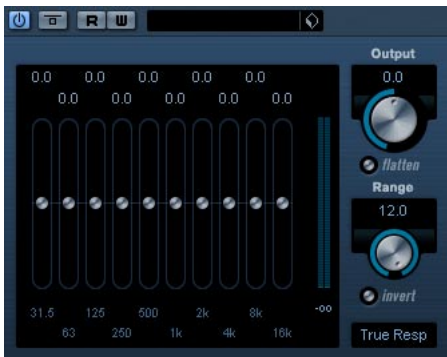 R W
Output
0.0 0.0 0.0 0.0 0.0 0.0
0.0 0.0 0.0 0.0 0.0
flatten
Range
12.0
31.5 125 500 2k 8k -oo
invert
63 250 1k 4k 16k
True Resp